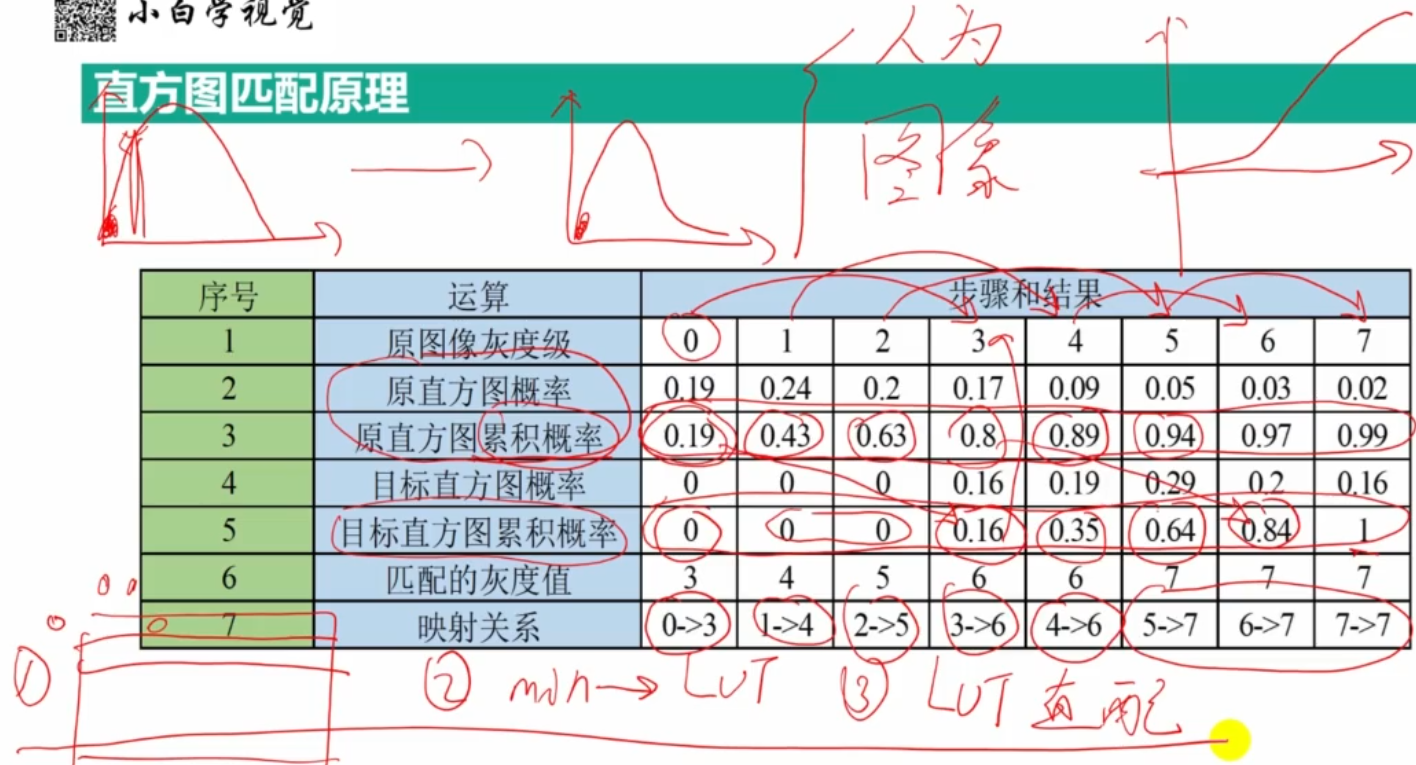 小白学视觉
直方图匹配原理
人为
图像
序号 运算 步骤和结果
1 原图像灰度级 0 1 2 3 4 5 6 7
2 原直方图概率 0.19 0.24 0.2 0.17 0.09 0.05 0.03 0.02
3 原直方图累积概率 0.19 0.43 0.63 0.8 0.89 0.94 0.97 0.99
4 目标直方图概率 0 0 0 0.16 0.19 0.29 0.2 0.16
5 目标直方图累积概率 0 0 0 0.16 0.35 0.64 0.84 1
6 匹配的灰度值 3 4 5 6 6 7 7 7
7 映射关系 0->3 1->4 2->5 3->6 4->6 5->7 6->7 7->7
① ② min→LUT ③ LUT 匹配